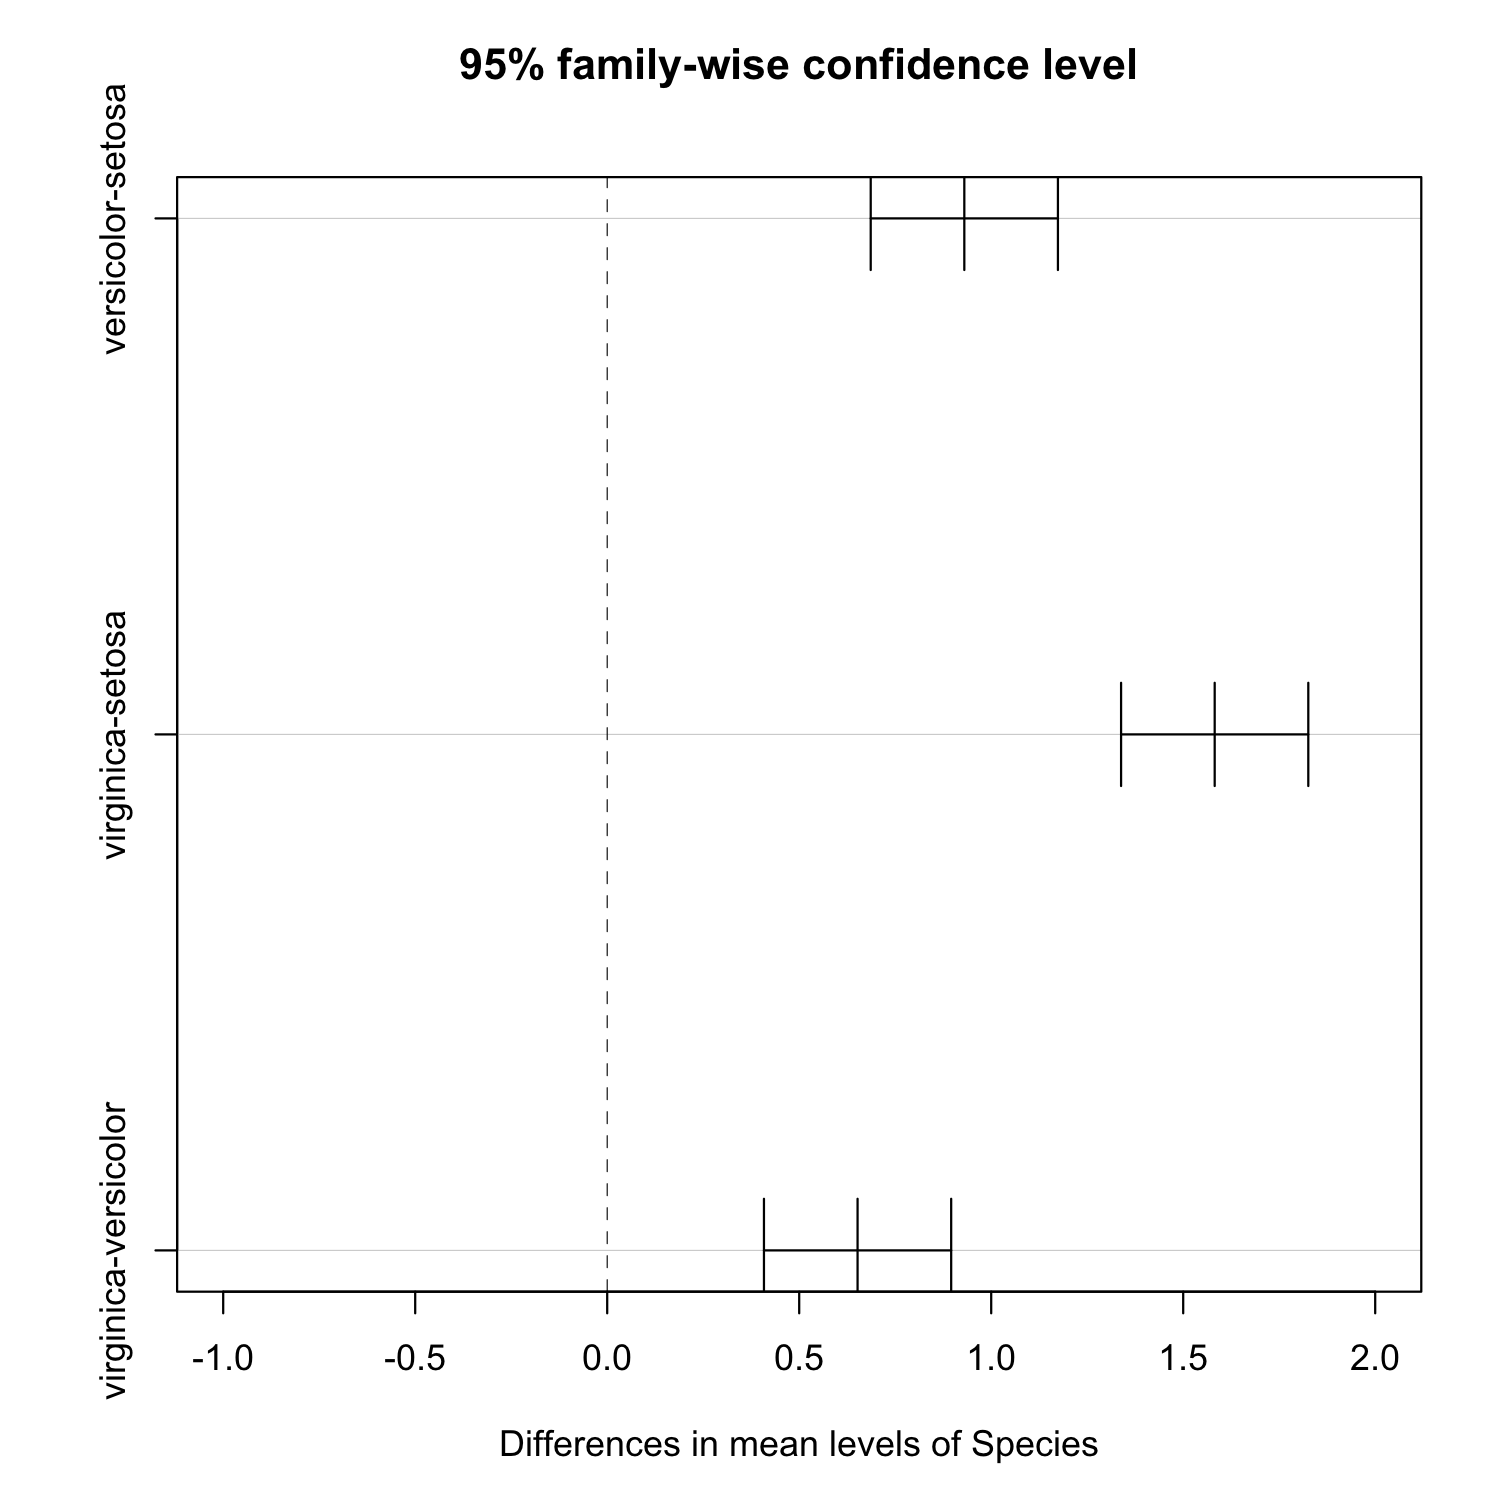 95% family-wise confidence level
versicolor-setosa
virginica-setosa
virginica-versicolor
-1.0 -0.5 0.0 0.5 1.0 1.5 2.0
Differences in mean levels of Species